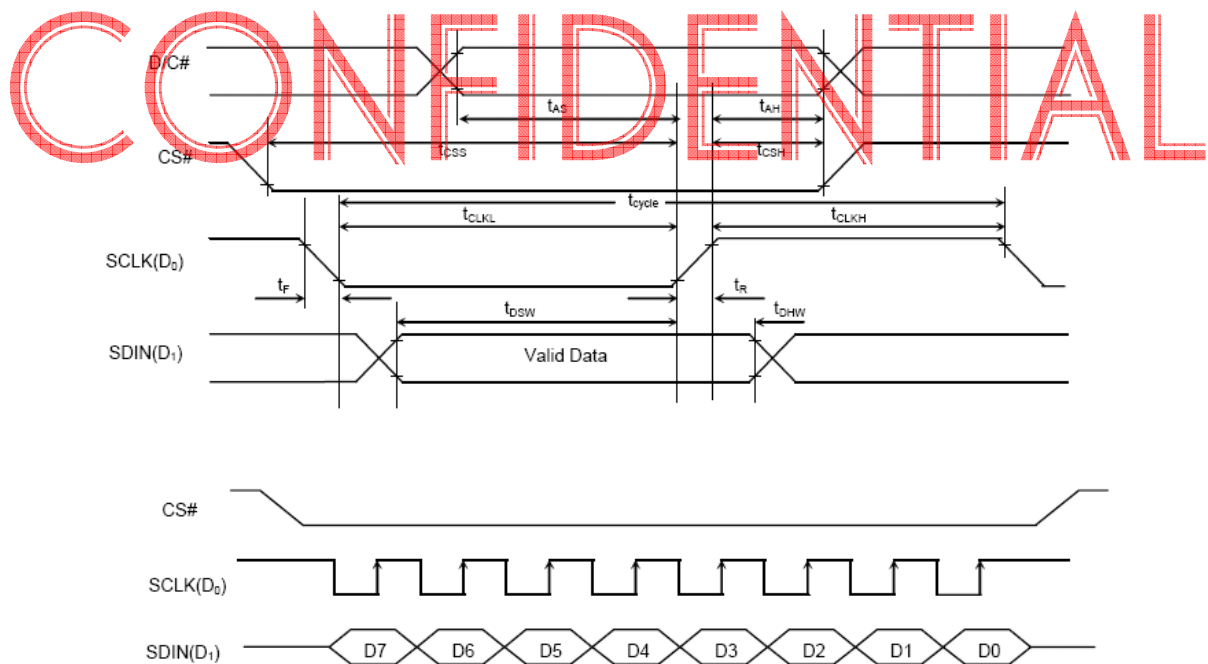 CONFIDENTIAL
D/C#
tAS
tAH
CS#
tCSS
tCSH
tcycle
tCLKL
tCLKH
SCLK(D0)
tF
tR
tDSW
tDHW
SDIN(D1)
Valid Data
CS#
SCLK(D0)
SDIN(D1)
D7 D6 D5 D4 D3 D2 D1 D0